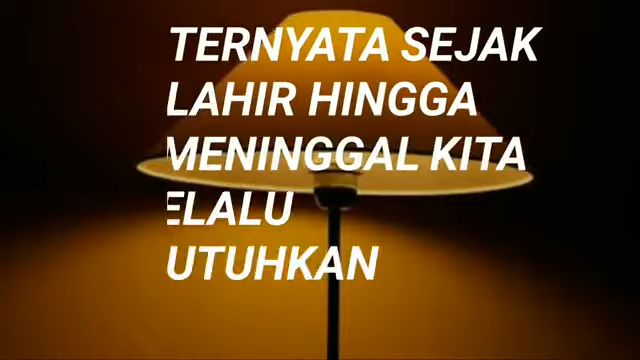 TERNYATA SEJAK
LAHIR HINGGA
MENINGGAL KITA
ELALU
UTUHKAN